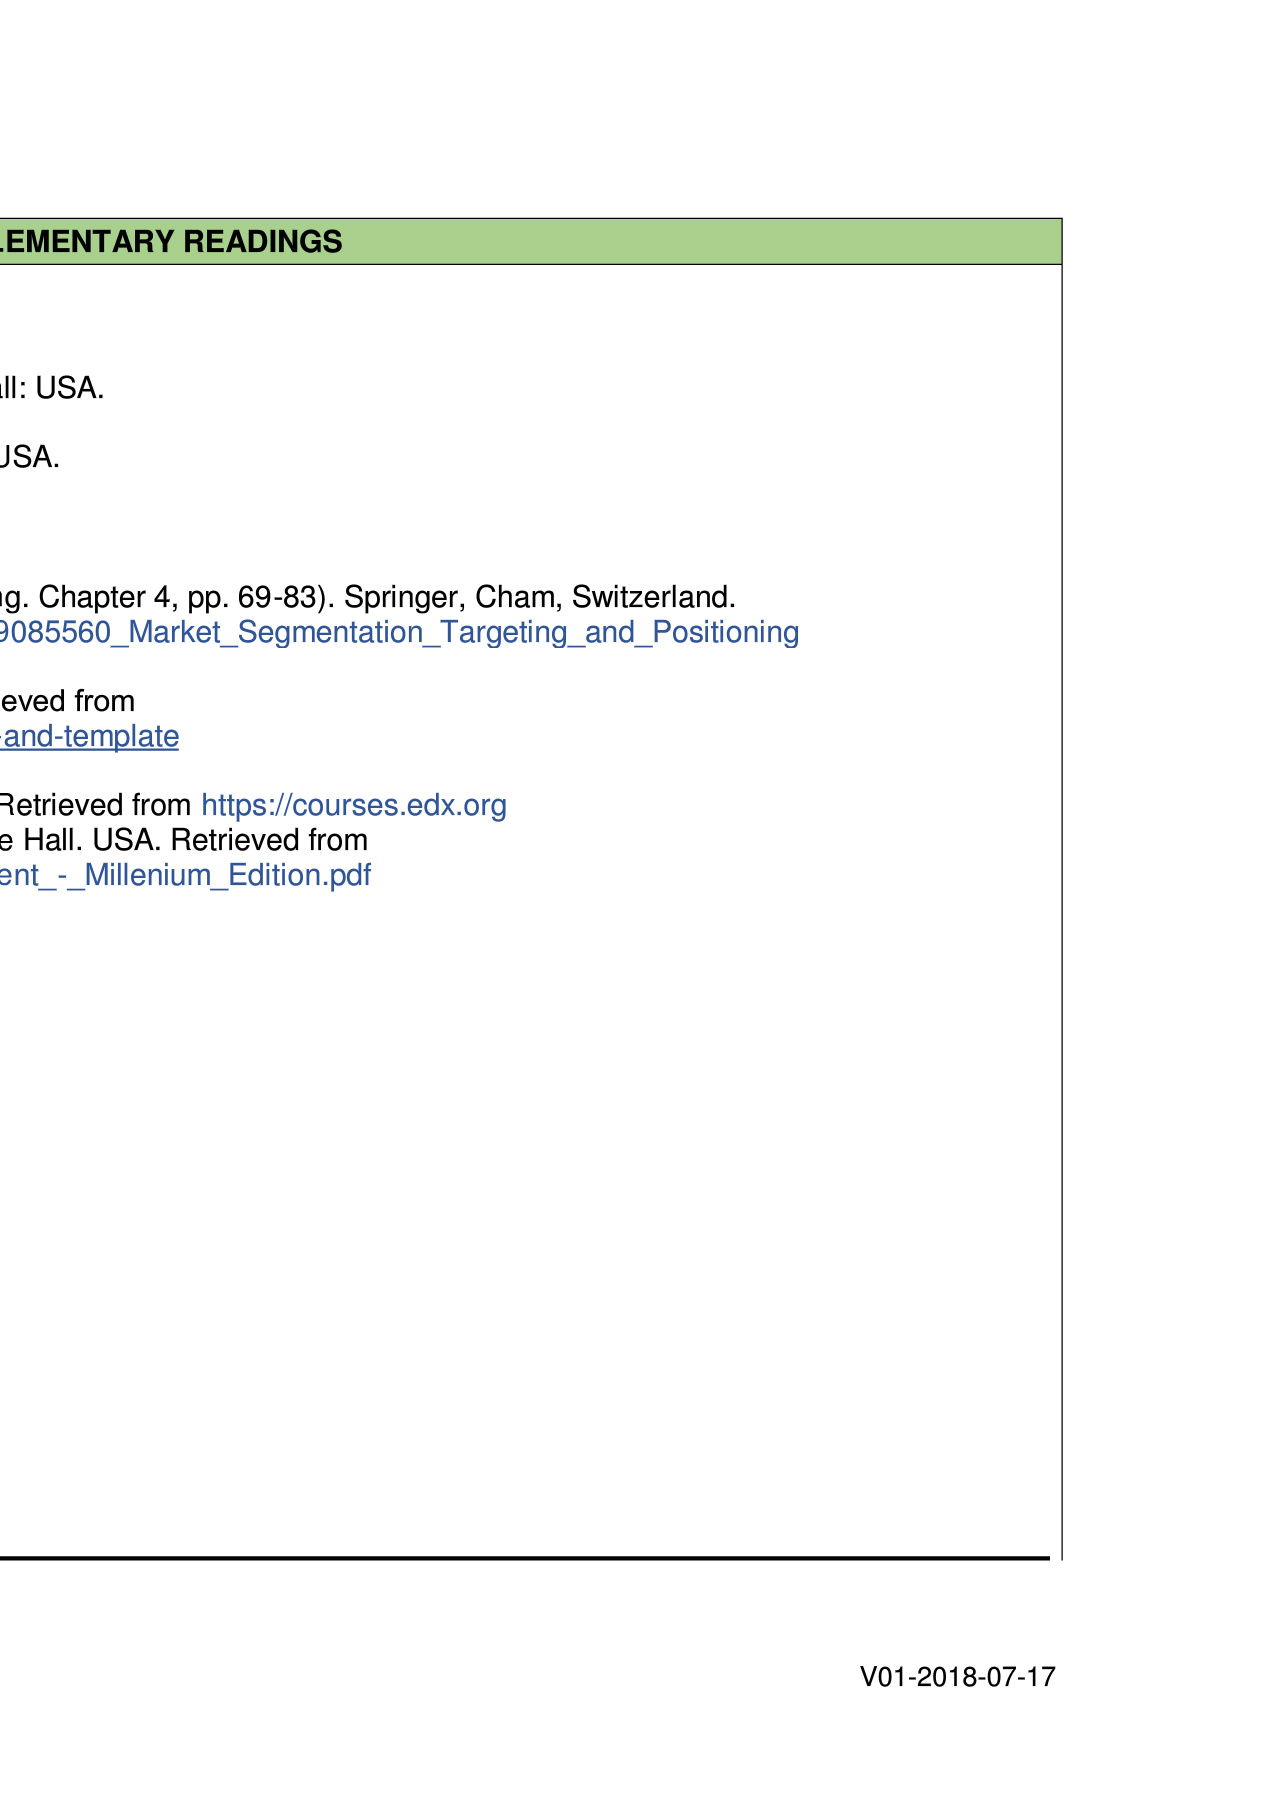 LEMENTARY READINGS
all: USA.
USA.
ng. Chapter 4, pp. 69-83). Springer, Cham, Switzerland.
9085560_Market_Segmentation_Targeting_and_Positioning
ieved from
-and-template
Retrieved from https://courses.edx.org
e Hall. USA. Retrieved from
ent_-_Millenium_Edition.pdf
V01-2018-07-17